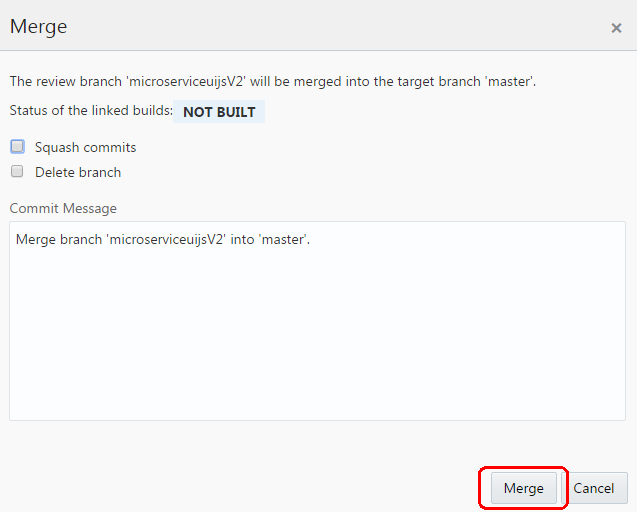 Merge
The review branch 'microserviceuijsV2' will be merged into the target branch 'master'.
Status of the linked builds: NOT BUILT
Squash commits
Delete branch
Commit Message
Merge branch 'microserviceuijsV2' into 'master'.
Merge Cancel